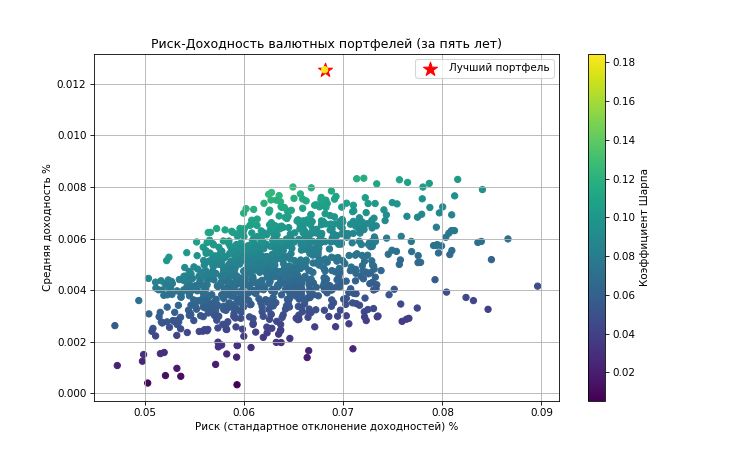 Риск-Доходность валютных портфелей (за пять лет)
Лучший портфель
Средняя доходность %
0.012
0.010
0.008
0.006
0.004
0.002
0.000
0.05 0.06 0.07 0.08 0.09
Риск (стандартное отклонение доходностей) %
0.18
0.16
0.14
0.12
0.10
0.08
0.06
0.04
0.02
Коэффициент Шарпа